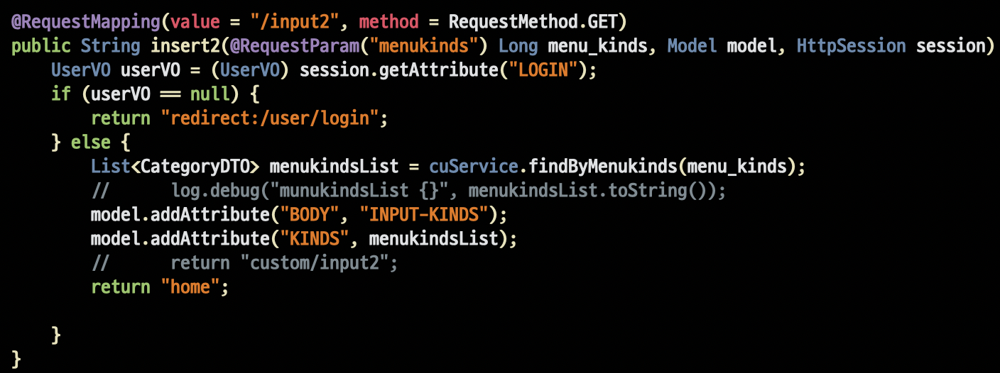 @RequestMapping(value = "/input2", method = RequestMethod.GET)
public String insert2(@RequestParam("menukinds") Long menu_kinds, Model model, HttpSession session)
    UserVO userVO = (UserVO) session.getAttribute("LOGIN");
    if (userVO == null) {
        return "redirect:/user/login";
    } else {
        List<CategoryDTO> menukindsList = cuService.findByMenukinds(menu_kinds);
        //      log.debug("munukindsList {}", menukindsList.toString());
        model.addAttribute("BODY", "INPUT-KINDS");
        model.addAttribute("KINDS", menukindsList);
        //      return "custom/input2";
        return "home";
    }
}